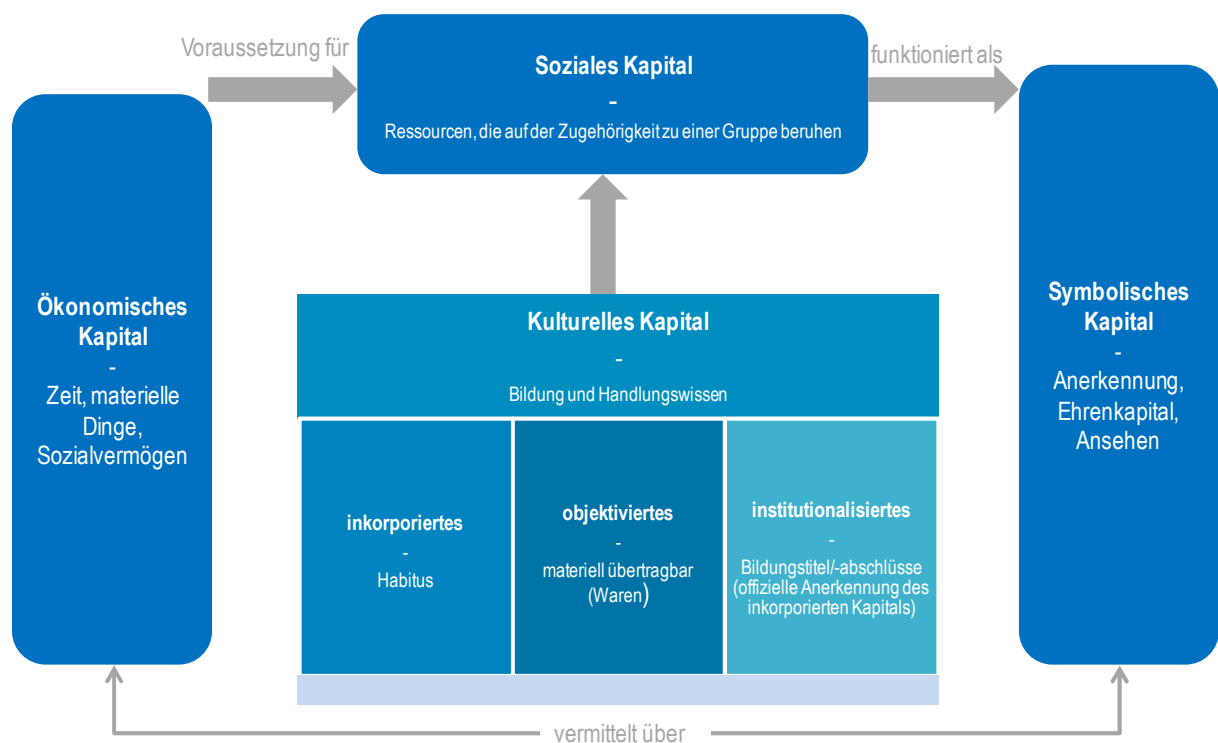 Voraussetzung für
Soziales Kapital
-
Ressourcen, die auf der Zugehörigkeit zu einer Gruppe beruhen
funktioniert als
Ökonomisches
Kapital
-
Zeit, materielle
Dinge,
Sozialvermögen
Kulturelles Kapital
-
Bildung und Handlungswissen
inkorporiertes
-
Habitus
objektiviertes
-
materiell übertragbar
(Waren)
institutionalisiertes
-
Bildungstitel/-abschlüsse
(offizielle Anerkennung des
inkorporierten Kapitals)
Symbolisches
Kapital
-
Anerkennung,
Ehrenkapital,
Ansehen
vermittelt über